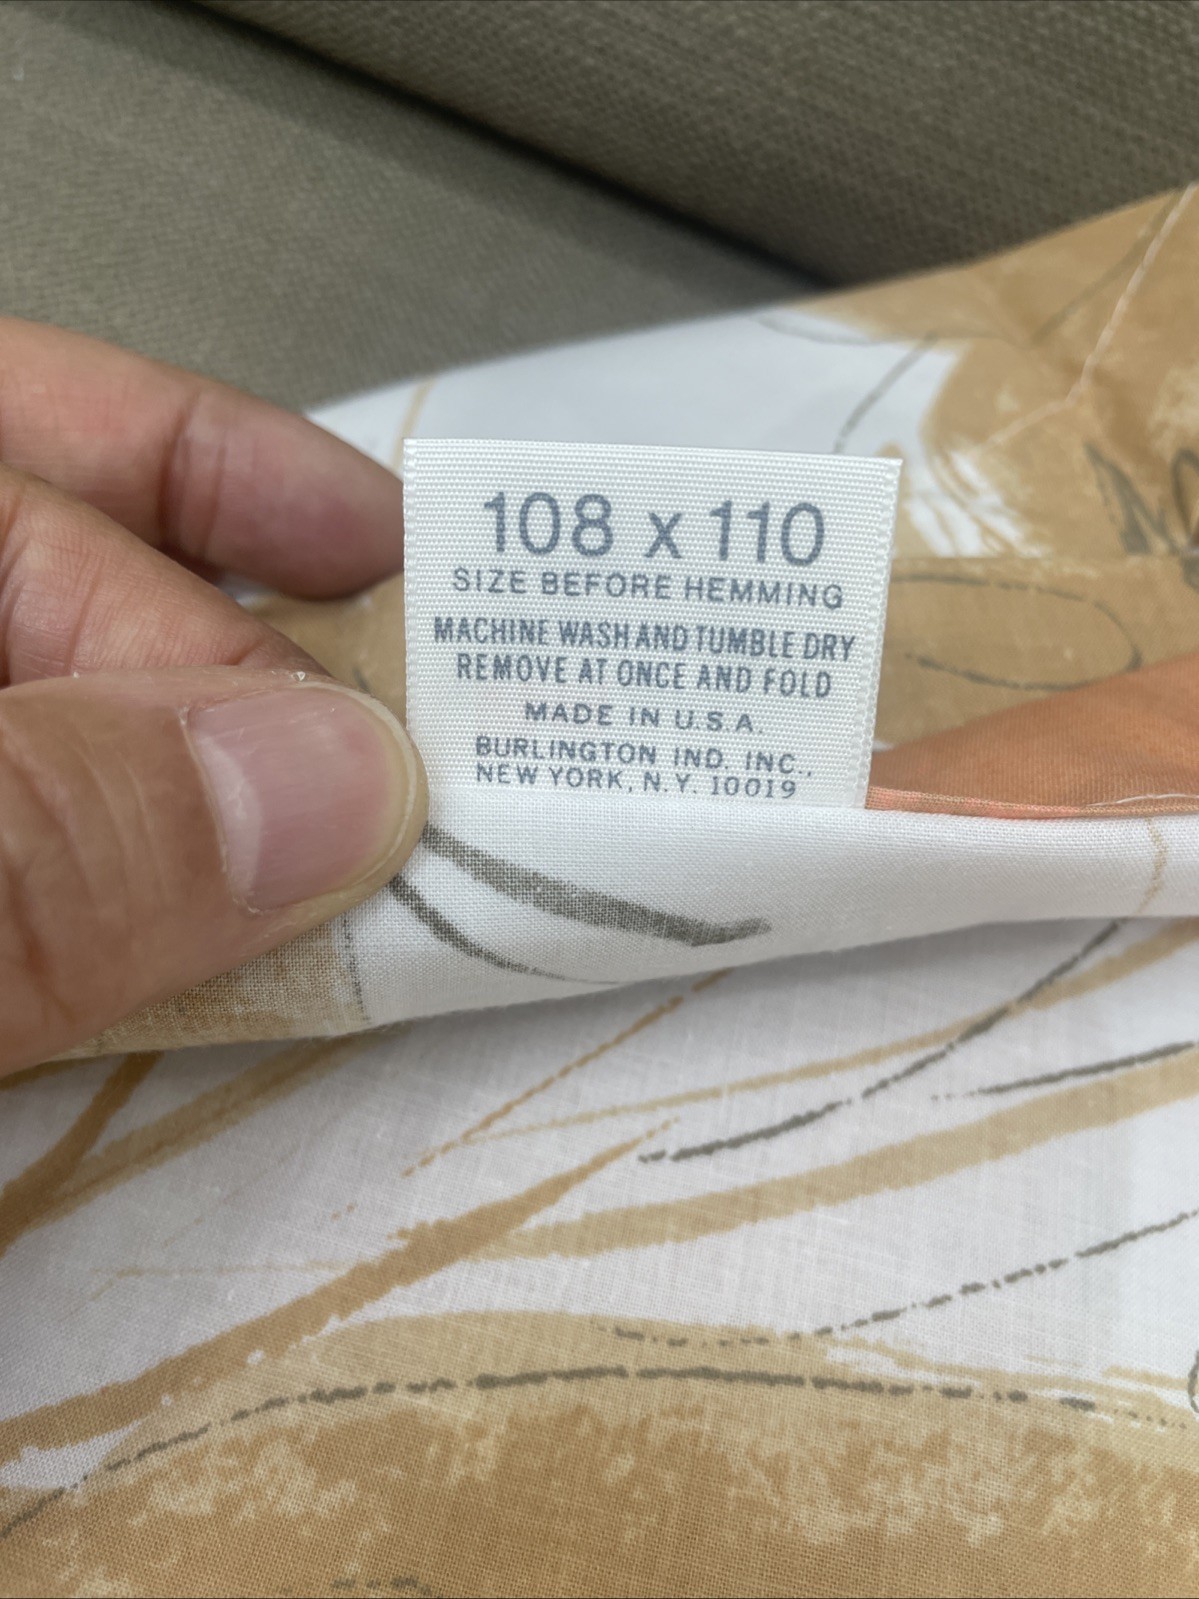 108 x 110
SIZE BEFORE HEMMING
MACHINE WASH AND TUMBLE DRY
REMOVE AT ONCE AND FOLD
MADE IN U.S.A.
BURLINGTON IND. INC.,
NEW YORK, N.Y. 10019